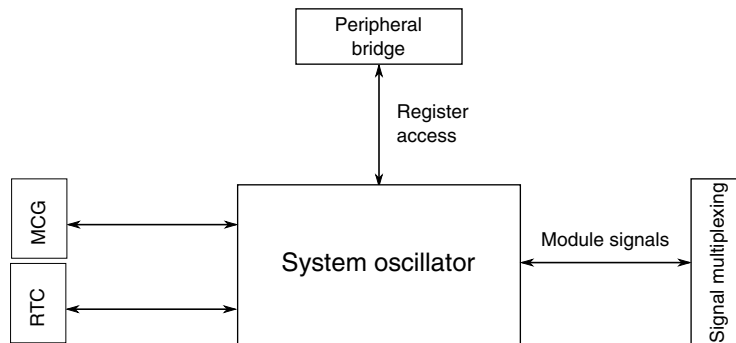 Peripheral
bridge
Register
access
MCG
System oscillator
Module signals
Signal multiplexing
RTC